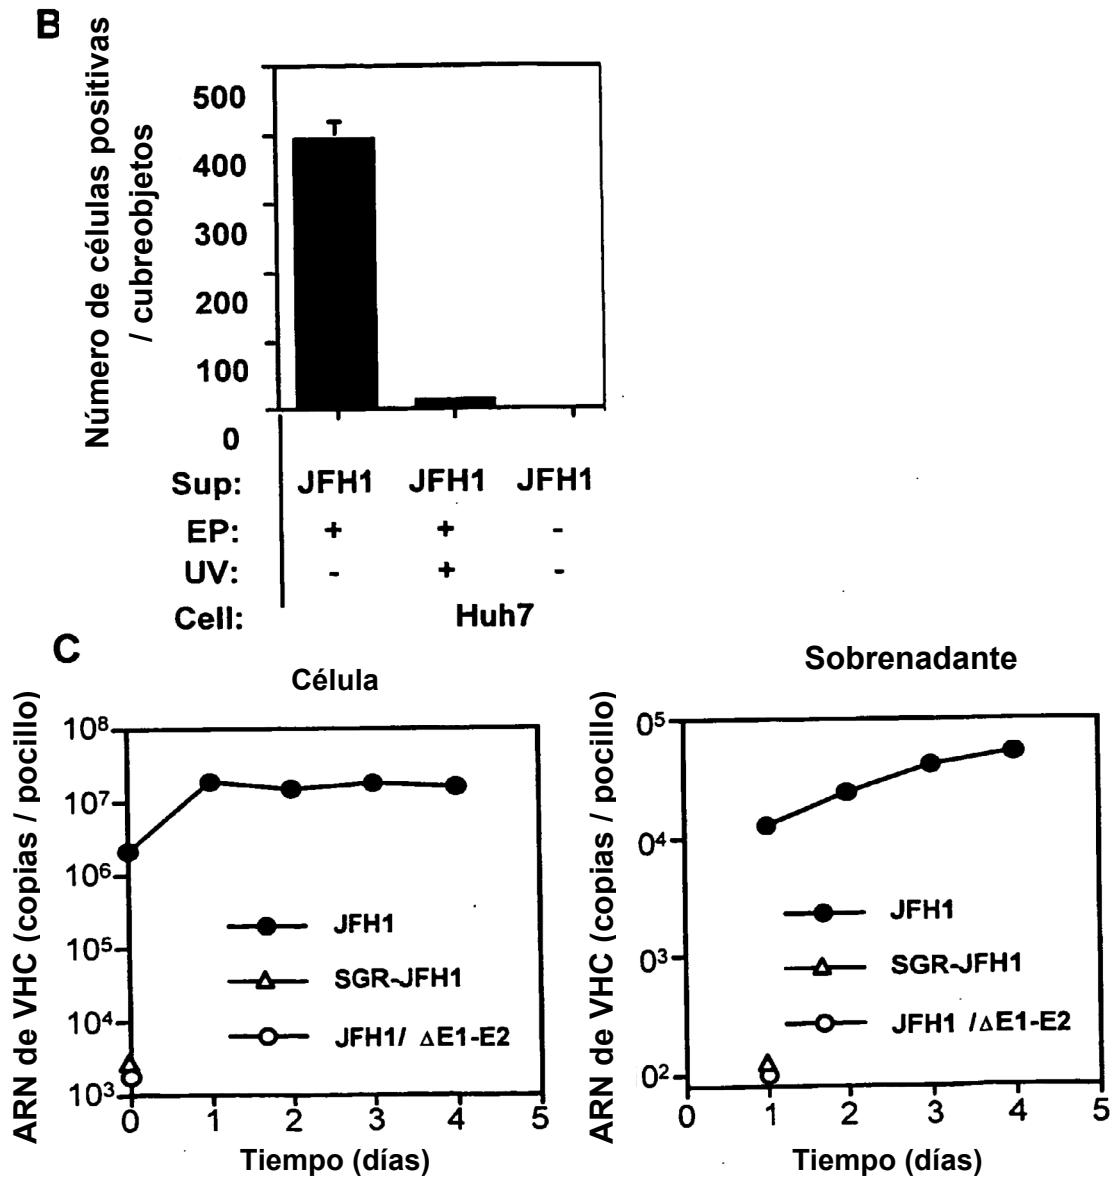 B
Número de células positivas
/ cubreobjetos
500
400
300
200
100
0
Sup: JFH1 JFH1 JFH1
EP: + + -
UV: - + -
Cell: Huh7
C
Célula
ARN de VHC (copias / pocillo)
10⁸
10⁷
10⁶
10⁵
10⁴
10³
JFH1
SGR-JFH1
JFH1/ ΔE1-E2
0 1 2 3 4 5
Tiempo (días)
Sobrenadante
ARN de VHC (copias / pocillo)
0⁵
0⁴
0³
0²
JFH1
SGR-JFH1
JFH1 /ΔE1-E2
0 1 2 3 4 5
Tiempo (días)